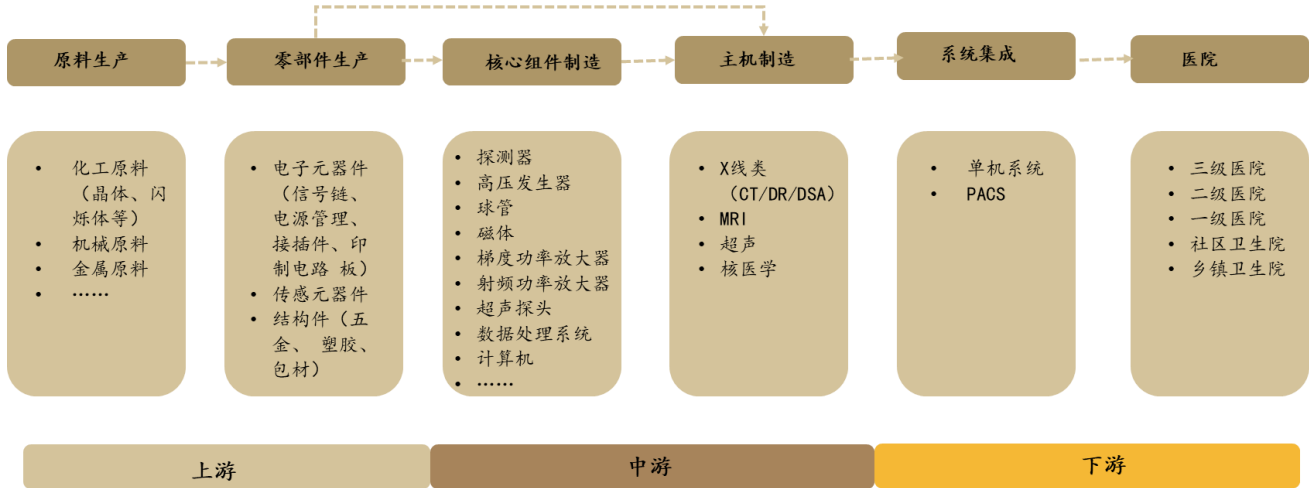 原料生产
零部件生产
核心组件制造
主机制造
系统集成
医院
• 化工原料
（晶体、闪
烁体等）
• 机械原料
• 金属原料
• ……
• 电子元器件
（信号链、
电源管理、
接插件、印
制电路 板）
• 传感元器件
• 结构件（五
金、 塑胶、
包材）
• 探测器
• 高压发生器
• 球管
• 磁体
• 梯度功率放大器
• 射频功率放大器
• 超声探头
• 数据处理系统
• 计算机
• ……
• X线类
（CT/DR/DSA）
• MRI
• 超声
• 核医学
• 单机系统
• PACS
• 三级医院
• 二级医院
• 一级医院
• 社区卫生院
• 乡镇卫生院
上游
中游
下游